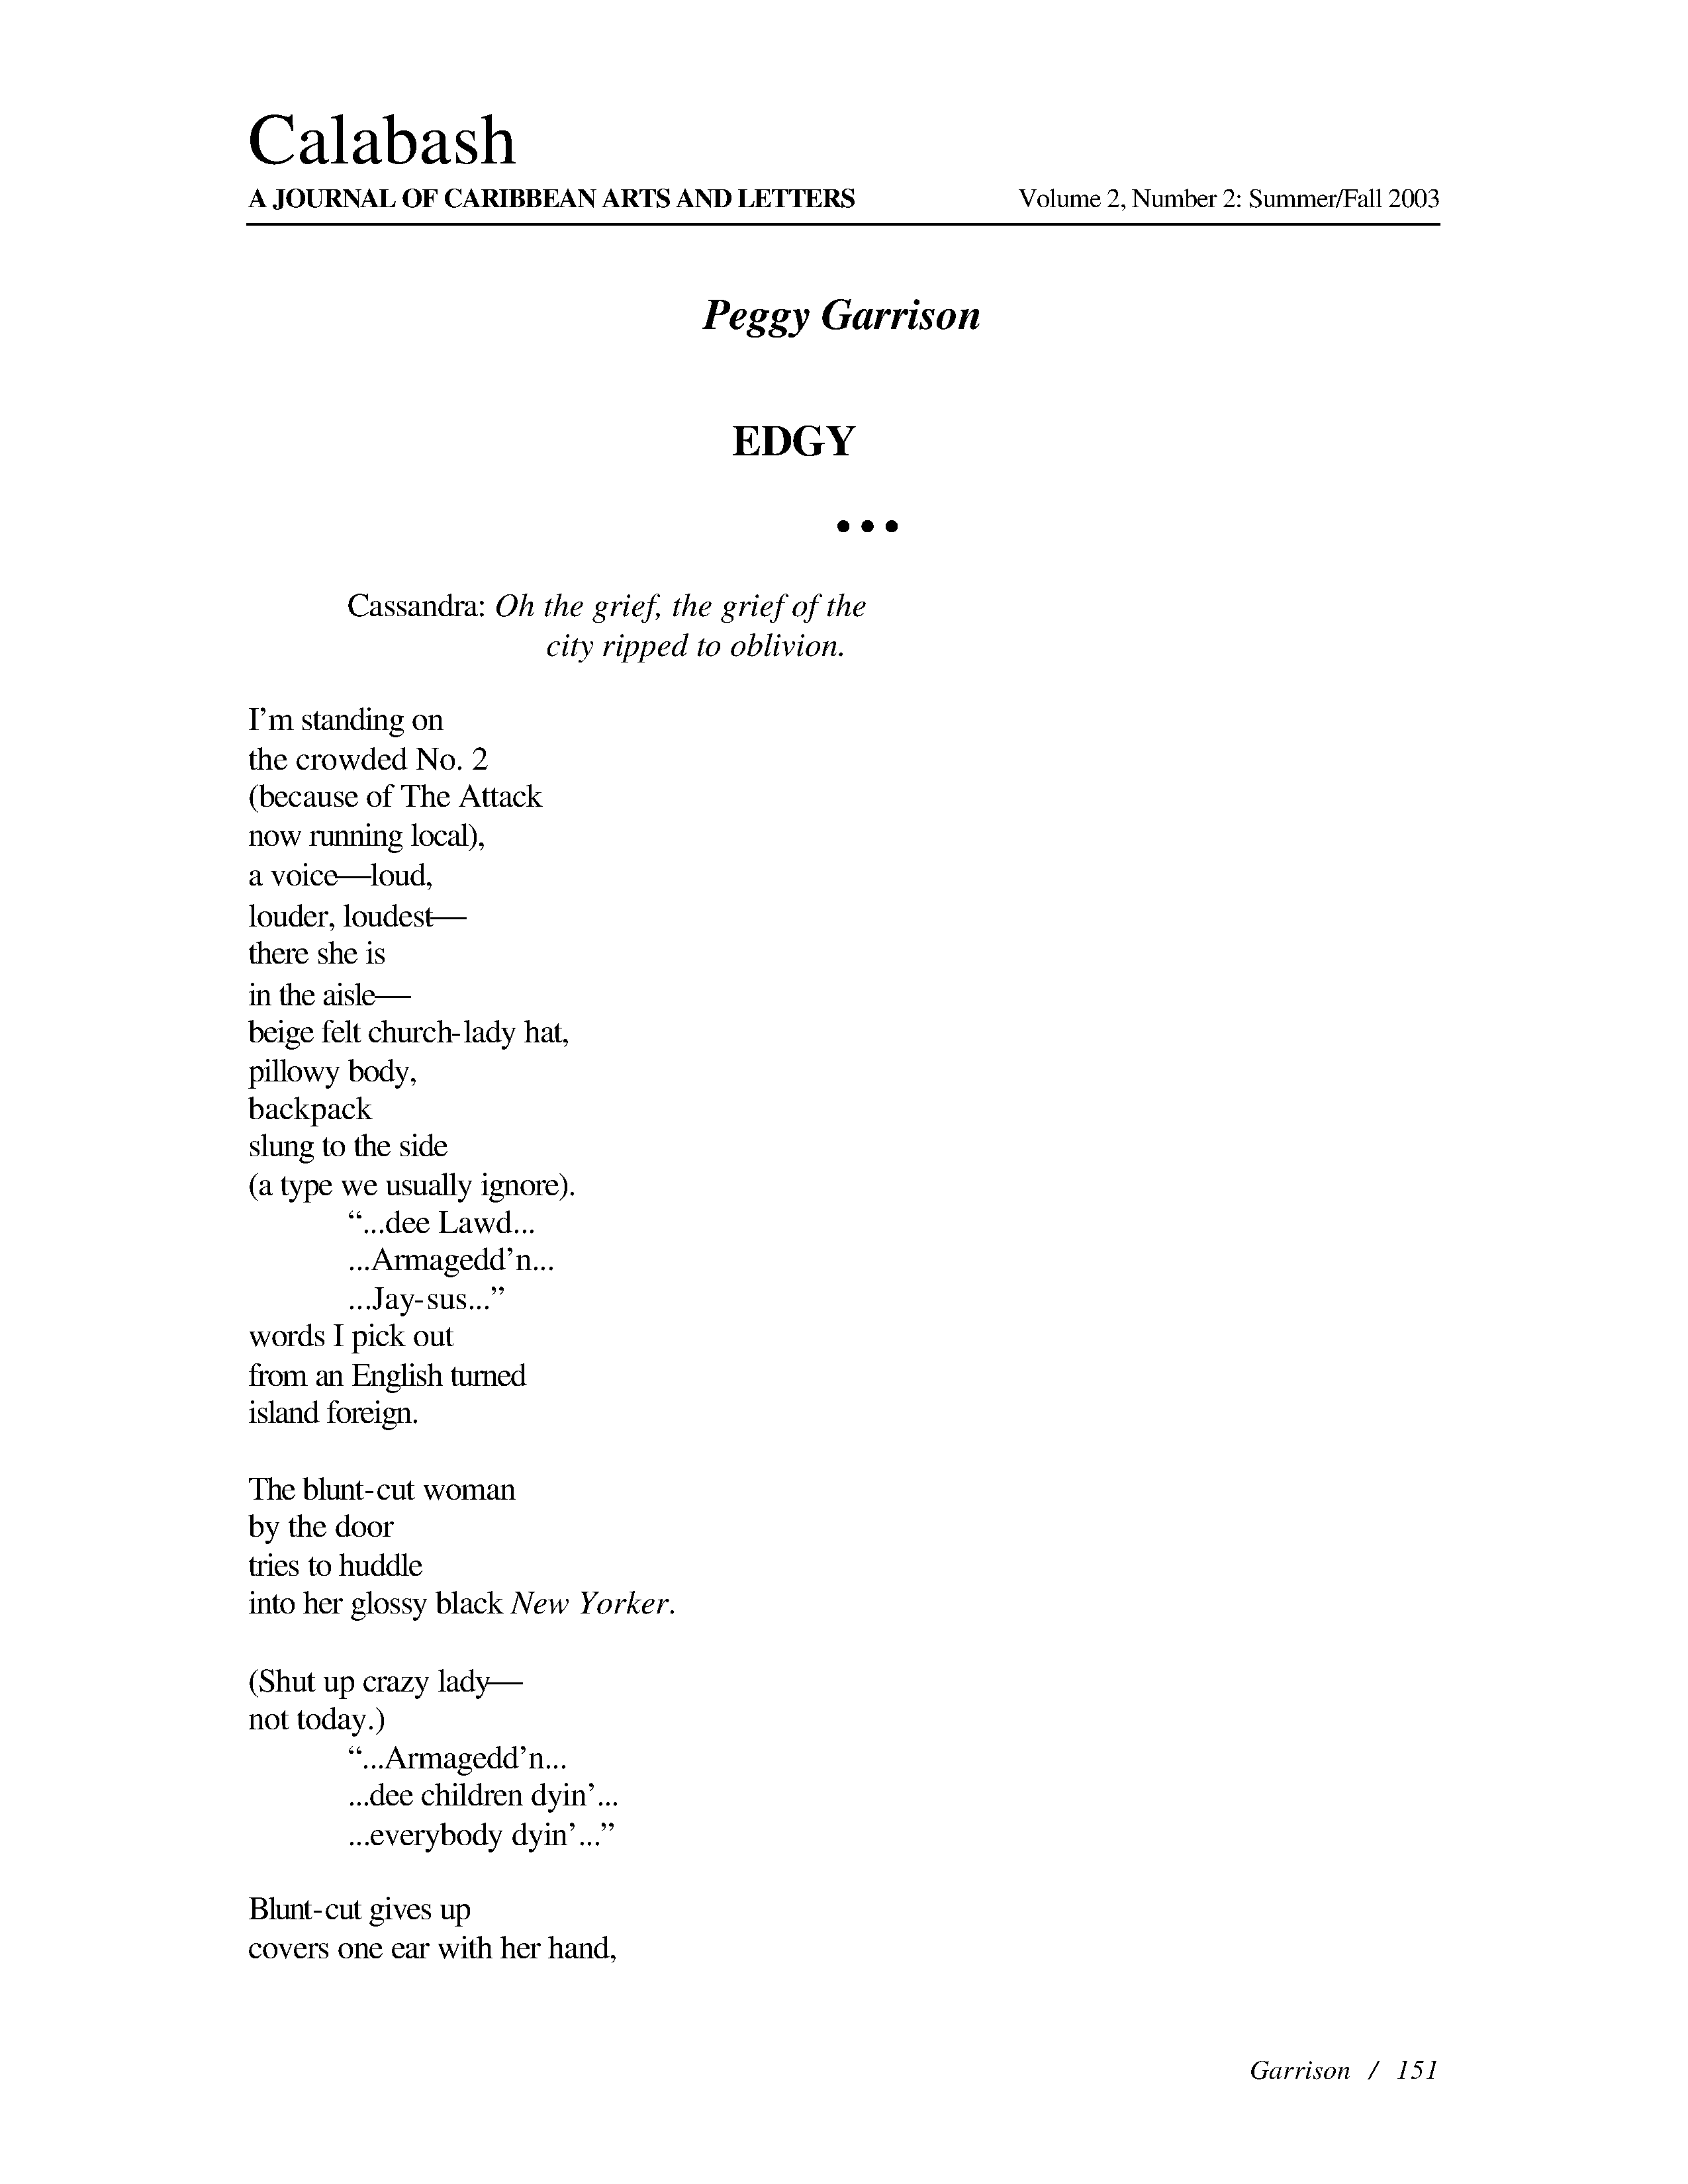 Calabash
A JOURNAL OF CARIBBEAN ARTS AND LETTERS Volume 2, Number 2: Summer/Fall 2003
Peggy Garrison
EDGY
•••
Cassandra: Oh the grief, the grief of the
city ripped to oblivion.
I’m standing on
the crowded No. 2
(because of The Attack
now running local),
a voice—loud,
louder, loudest—
there she is
in the aisle—
beige felt church-lady hat,
pillowy body,
backpack
slung to the side
(a type we usually ignore).
“...dee Lawd...
...Armagedd’n...
...Jay-sus...”
words I pick out
from an English turned
island foreign.
The blunt-cut woman
by the door
tries to huddle
into her glossy black New Yorker.
(Shut up crazy lady—
not today.)
“...Armagedd’n...
...dee children dyin’...
...everybody dyin’...”
Blunt-cut gives up
covers one ear with her hand,
Garrison / 151